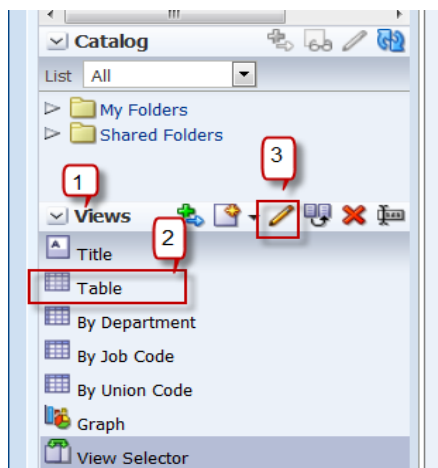 Catalog
List All
My Folders
Shared Folders
3
1
Views
2
Title
Table
By Department
By Job Code
By Union Code
Graph
View Selector